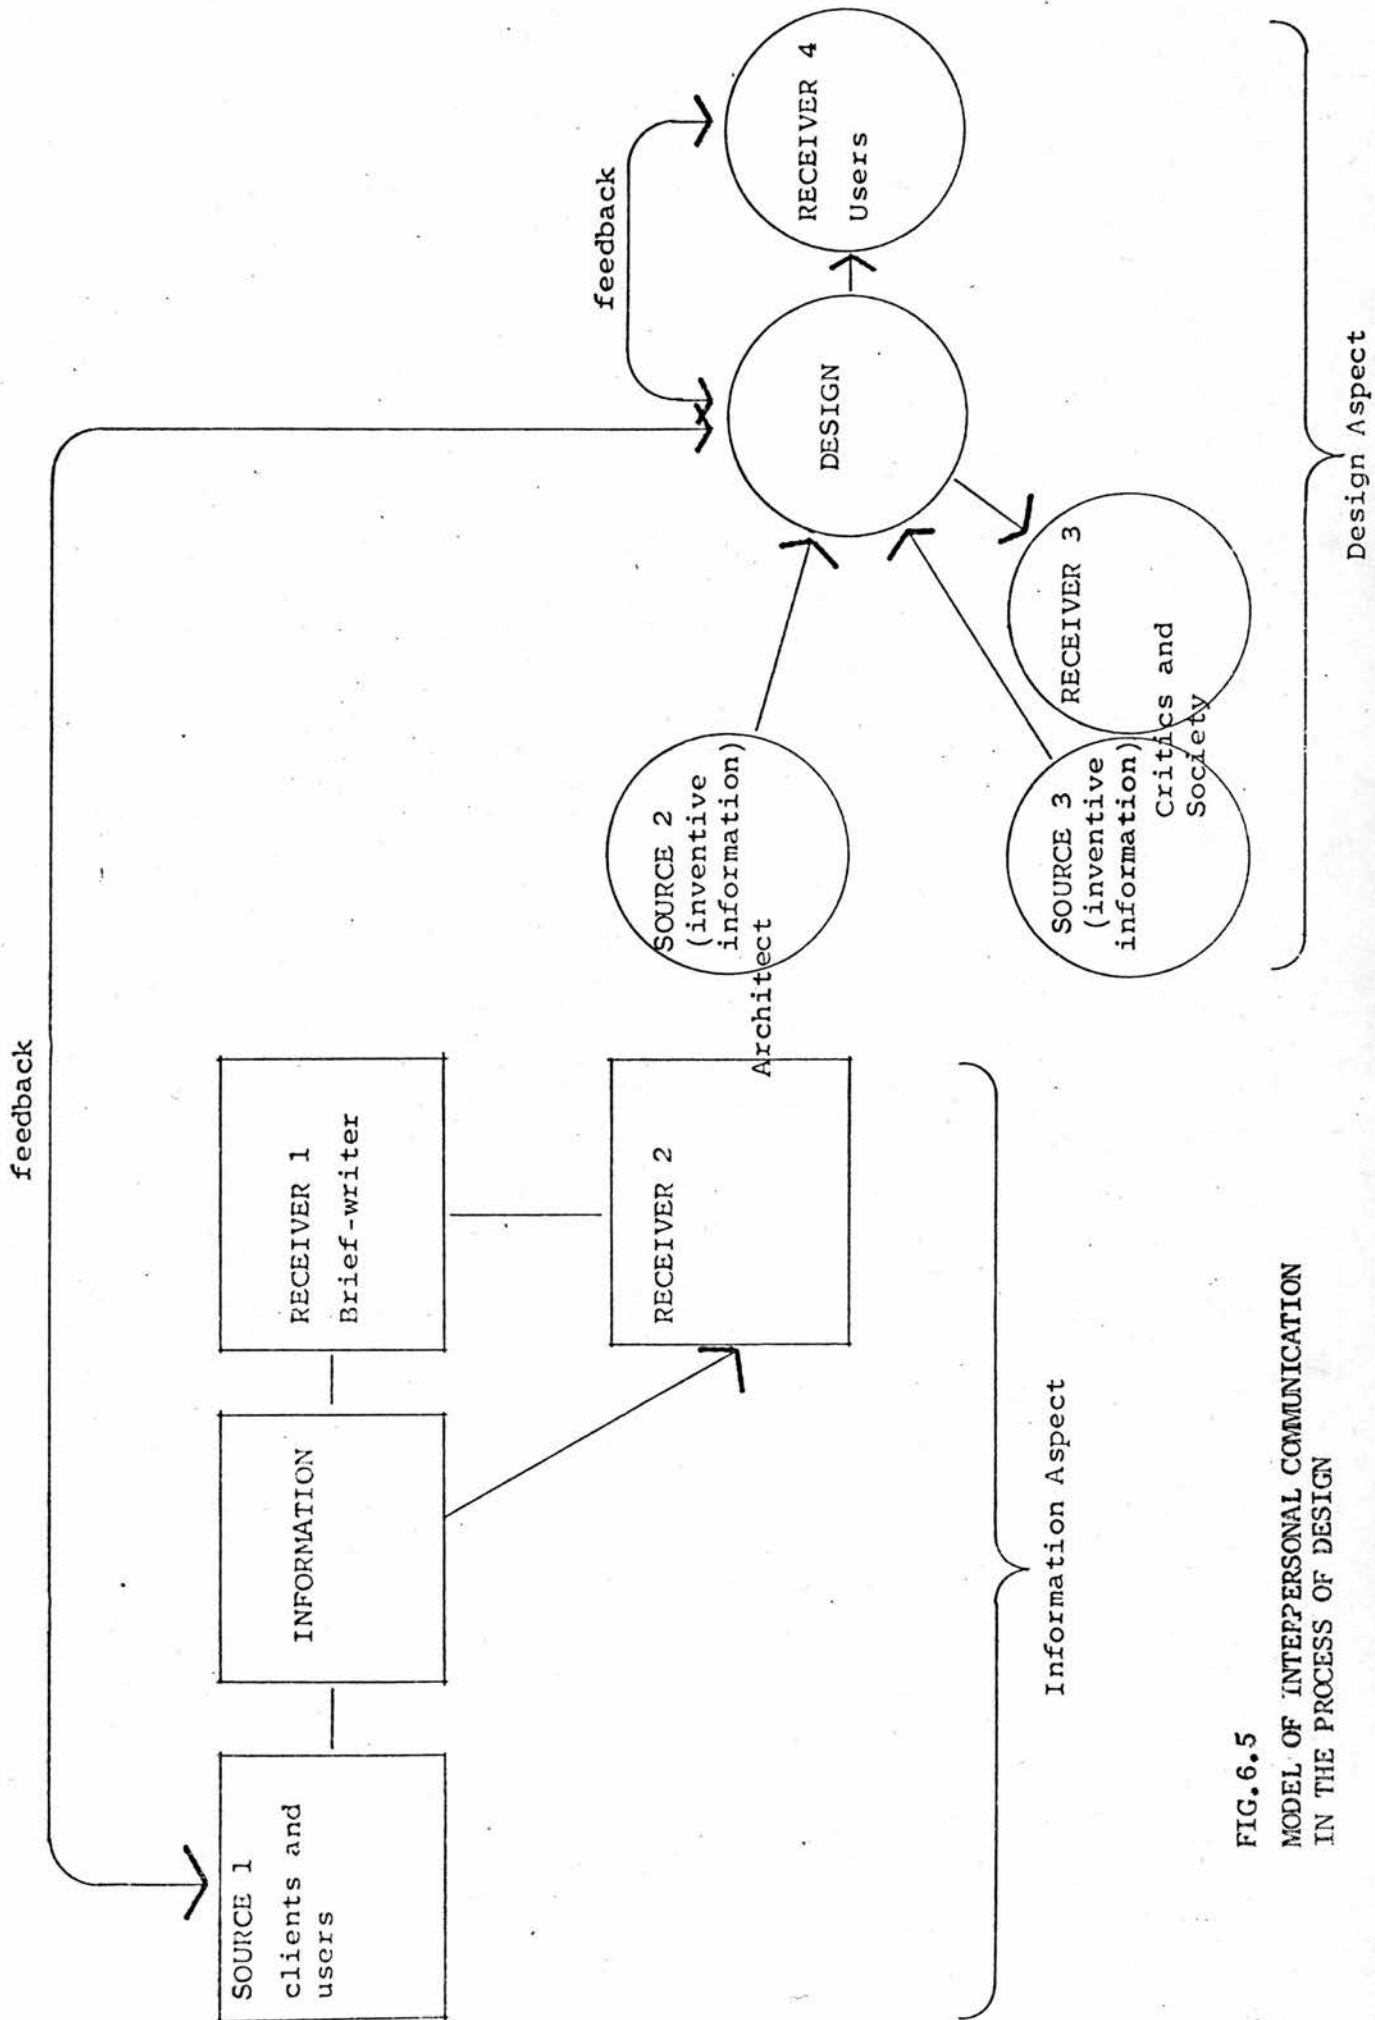 feedback
feedback
SOURCE 1
clients and
users
INFORMATION
RECEIVER 1
Brief-writer
RECEIVER 2
Architect
SOURCE 2
(inventive
information)
DESIGN
RECEIVER 4
Users
SOURCE 3
(inventive
information)
RECEIVER 3
Critics and
Society
Information Aspect
Design Aspect
FIG.6.5
MODEL OF INTERPERSONAL COMMUNICATION
IN THE PROCESS OF DESIGN